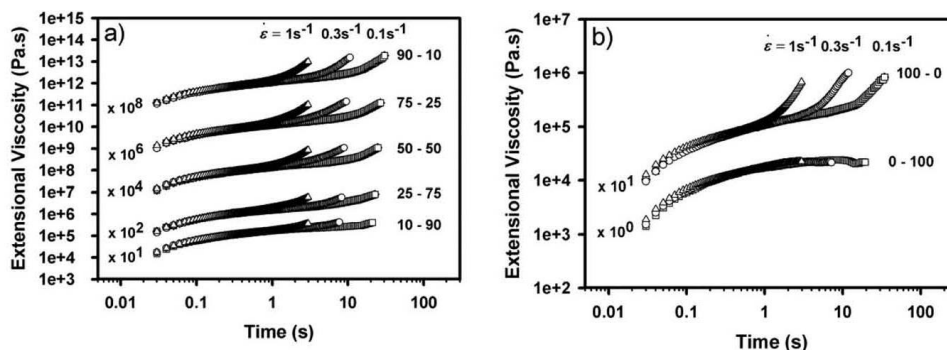 a)
ε̇ = 1s⁻¹ 0.3s⁻¹ 0.1s⁻¹
Extensional Viscosity (Pa.s)
1e+15
1e+14
1e+13
1e+12
1e+11
1e+10
1e+9
1e+8
1e+7
1e+6
1e+5
1e+4
1e+3
90 - 10
75 - 25
50 - 50
25 - 75
10 - 90
x 10⁸
x 10⁶
x 10⁴
x 10²
x 10¹
0.01 0.1 1 10 100
Time (s)
b)
ε̇ = 1s⁻¹ 0.3s⁻¹ 0.1s⁻¹
Extensional Viscosity (Pa.s)
1e+7
1e+6
1e+5
1e+4
1e+3
1e+2
100 - 0
0 - 100
x 10¹
x 10⁰
0.01 0.1 1 10 100
Time (s)